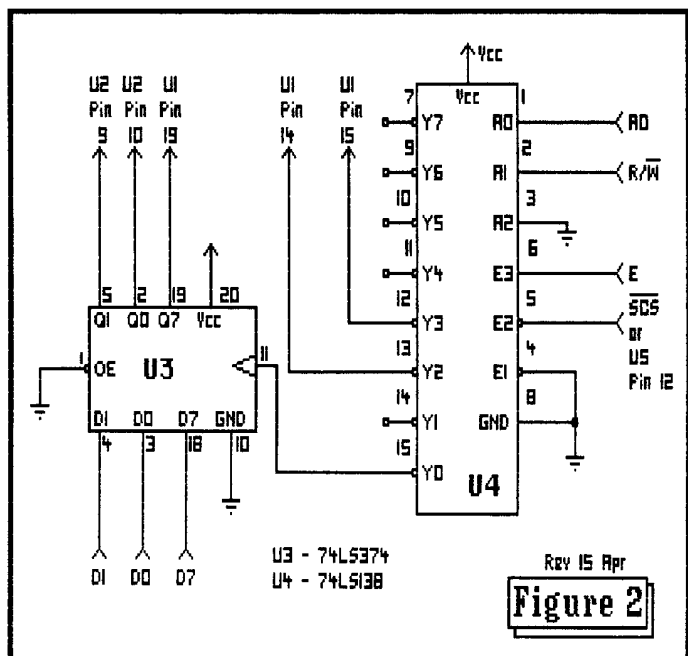 Vcc
U2 U2 U1 U1 U1
Pin Pin Pin Pin Pin
9 10 19 14 15
Vcc
7 Y7 A0 1 A0
9 Y6 A1 2 R/W
10 Y5 A2 3
11 Y4 E3 6 E
12 Y3 E2 5 SCS
or
U5
Pin 12
13 Y2 E1 4
14 Y1 GND 8
15 Y0
U4
5 2 19 20
Q1 Q0 Q7 Vcc
1 OE U3 11
D1 D0 D7 GND
4 3 18 10
D1 D0 D7
U3 - 74LS374
U4 - 74LS138
Rev 15 Apr
Figure 2